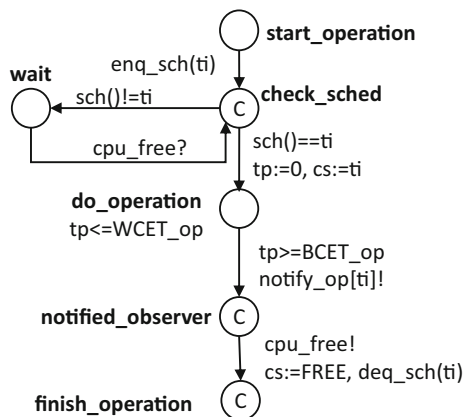 start_operation
enq_sch(ti)
wait
sch()!=ti
C
check_sched
cpu_free?
sch()==ti
tp:=0, cs:=ti
do_operation
tp<=WCET_op
tp>=BCET_op
notify_op[ti]!
notified_observer
C
cpu_free!
cs:=FREE, deq_sch(ti)
finish_operation
C